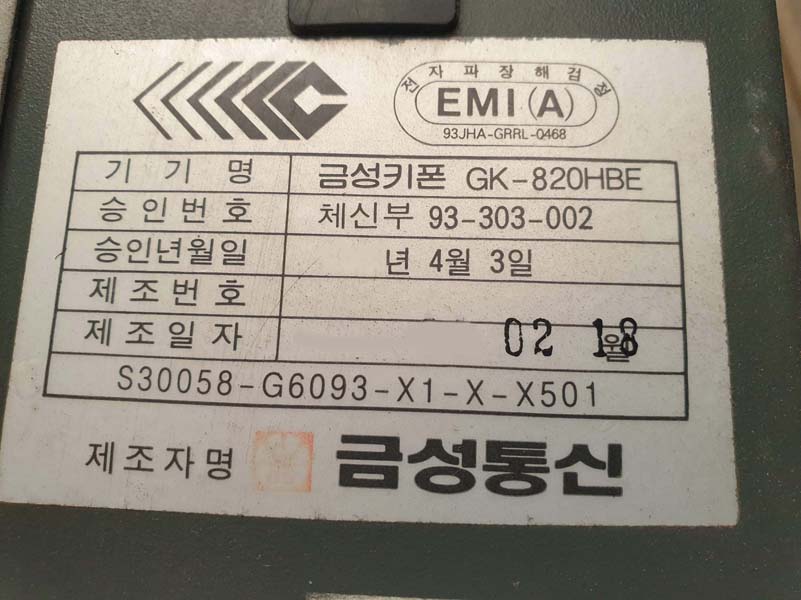 전자파장해검정
EMI (A)
93JHA-GRRL-0468
기 기 명 금성키폰 GK-820HBE
승인번호 체신부 93-303-002
승인년월일 년 4월 3일
제조번호
제조일자 02 18 월
S30058-G6093-X1-X-X501
제조자명 금성통신